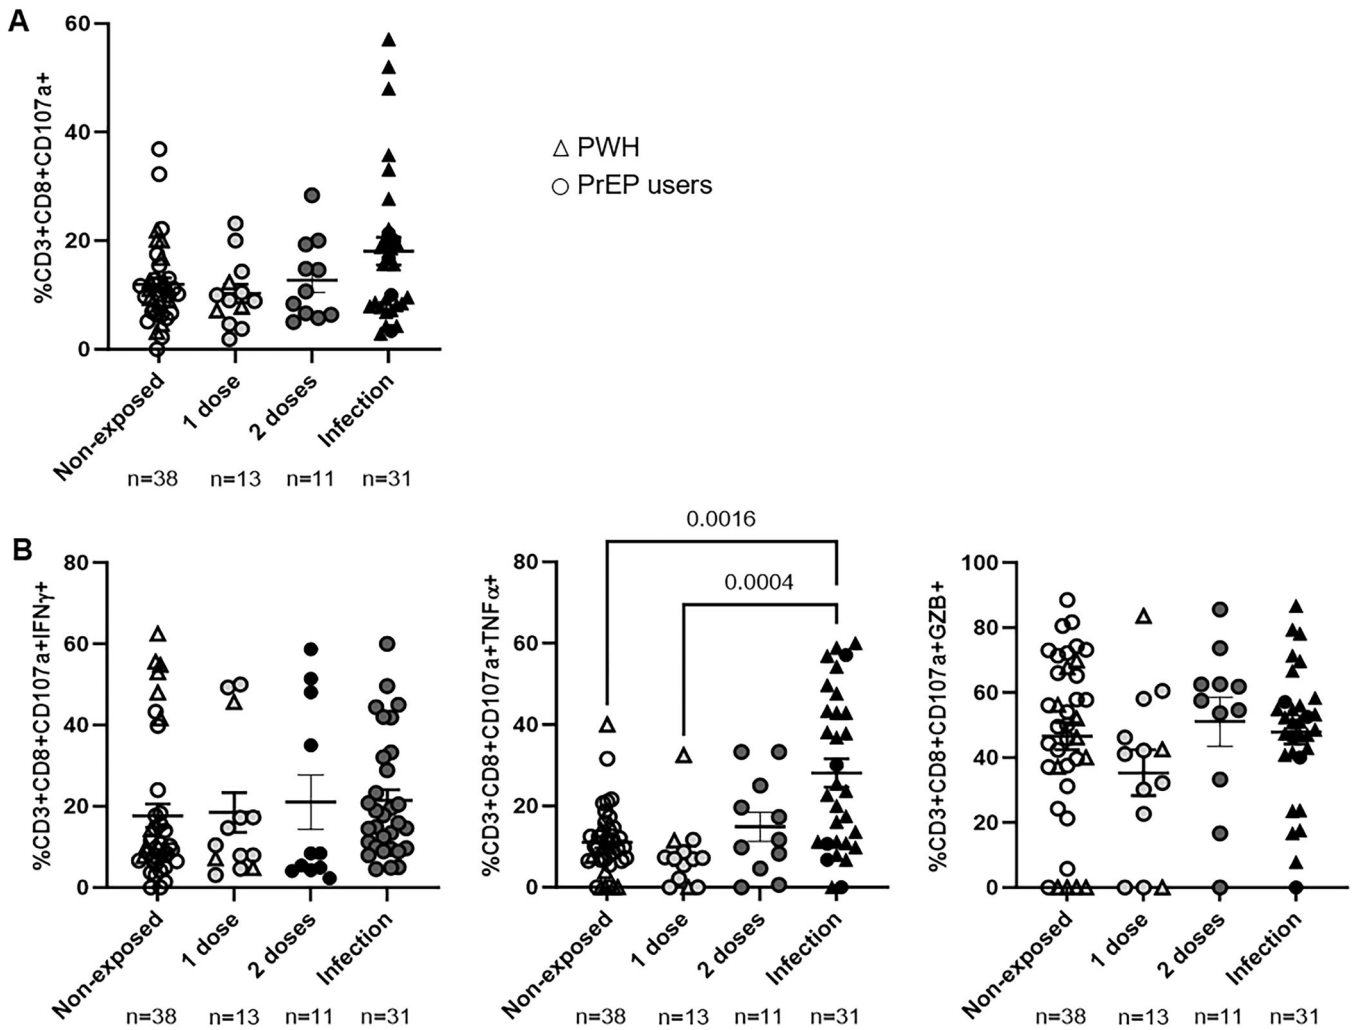 A
%CD3+CD8+CD107a+
60
40
20
0
Non-exposed
1 dose
2 doses
Infection
n=38
n=13
n=11
n=31
PWH
PrEP users
B
%CD3+CD8+CD107a+IFNγ+
80
60
40
20
0
Non-exposed
1 dose
2 doses
Infection
n=38
n=13
n=11
n=31
%CD3+CD8+CD107a+TNFα+
80
60
40
20
0
0.0016
0.0004
Non-exposed
1 dose
2 doses
Infection
n=38
n=13
n=11
n=31
%CD3+CD8+CD107a+GZB+
100
80
60
40
20
0
Non-exposed
1 dose
2 doses
Infection
n=38
n=13
n=11
n=31